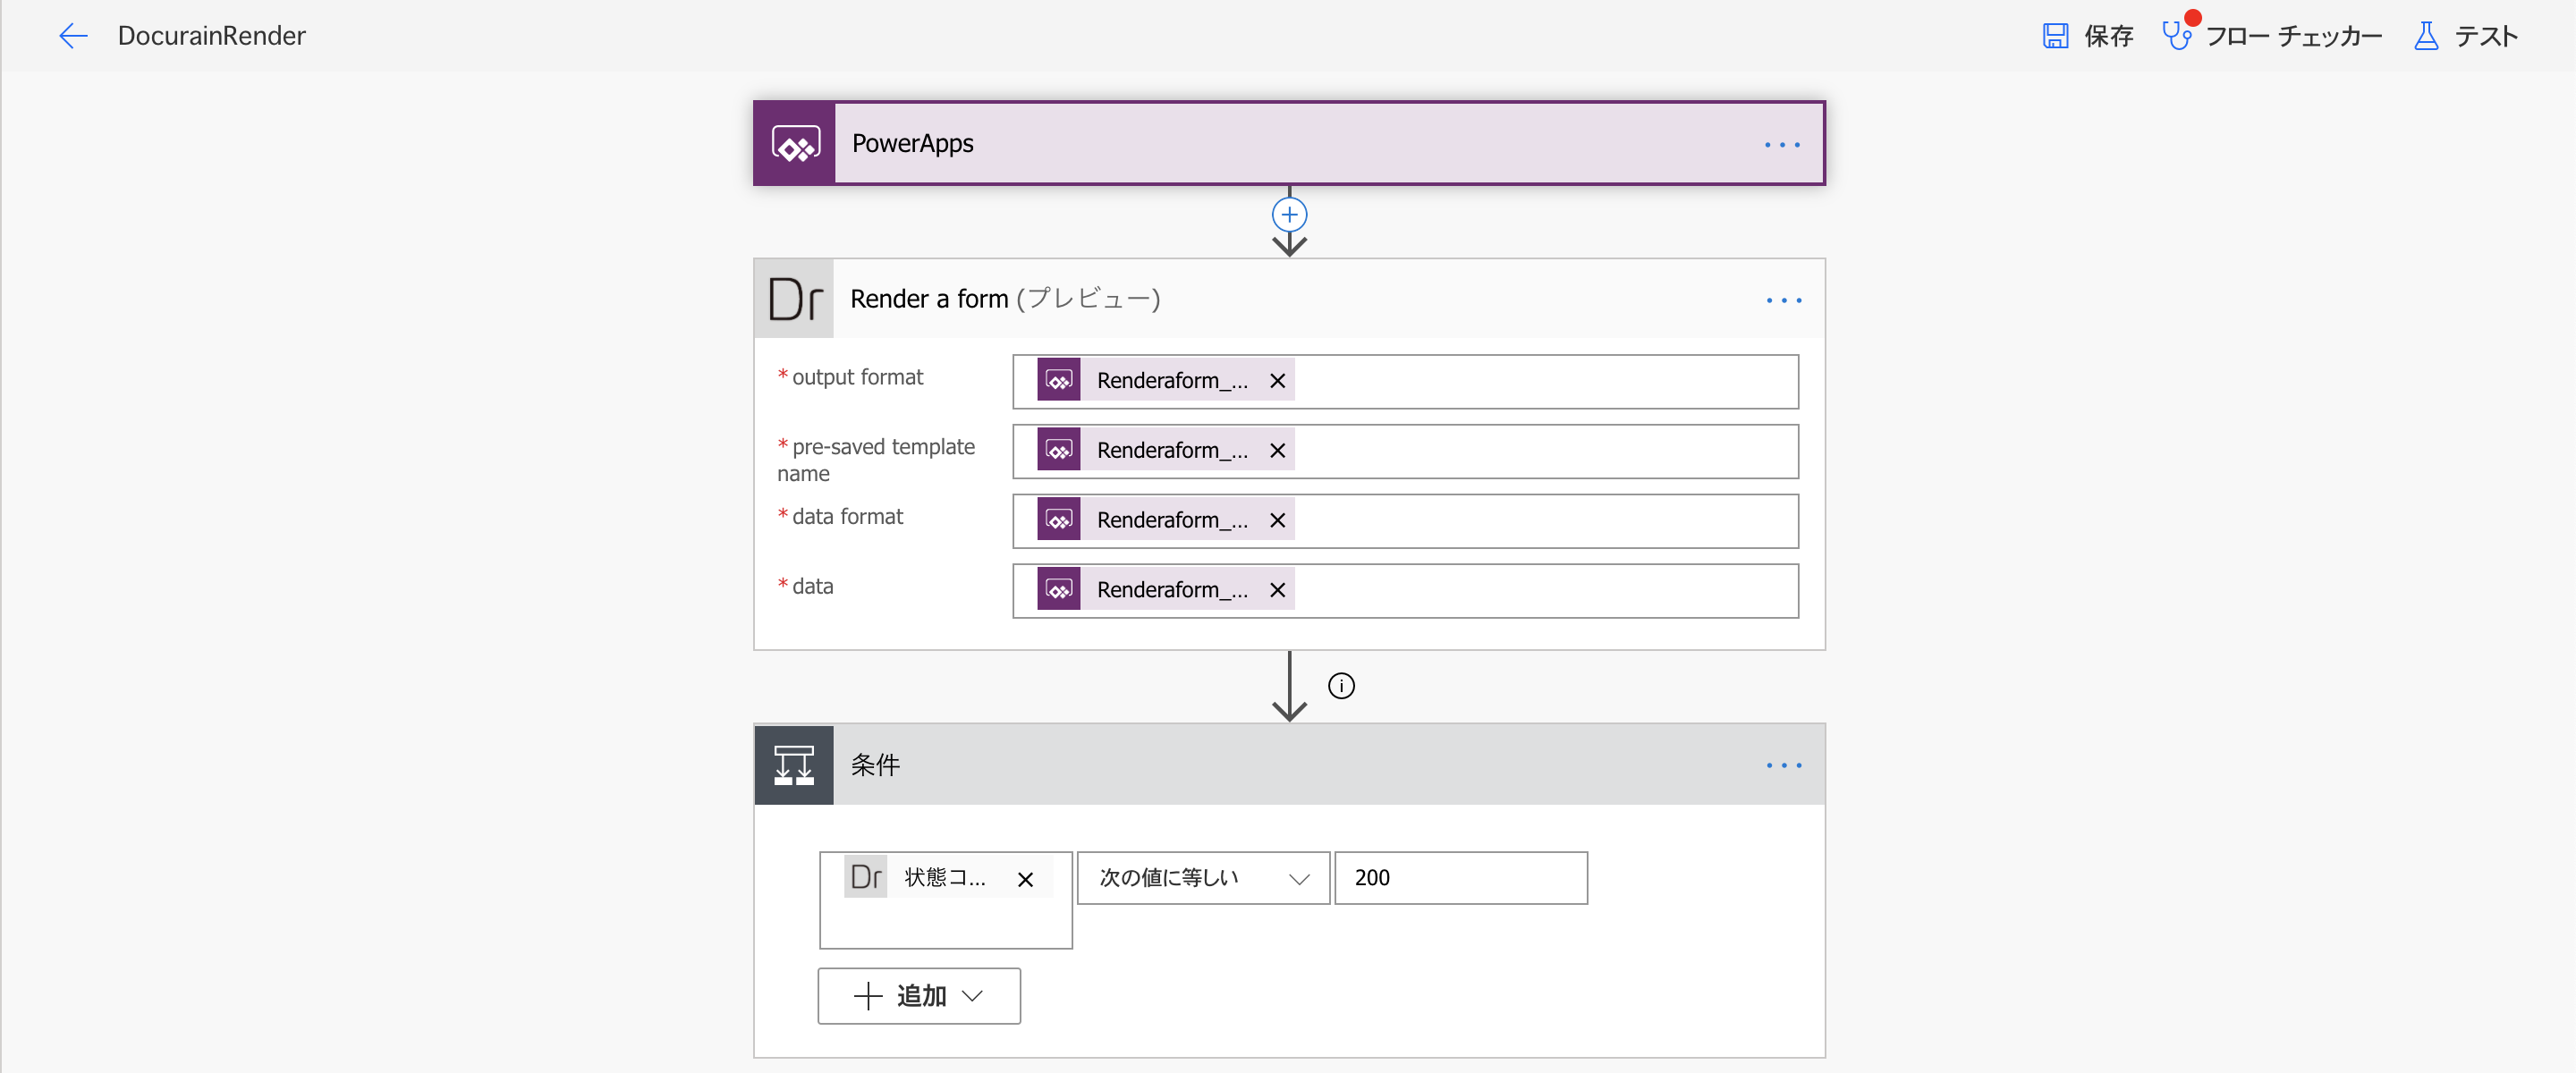 DocurainRender
保存
フロー チェッカー
テスト
PowerApps
Dr
Render a form (プレビュー)
* output format
Renderaform_...
* pre-saved template
name
Renderaform_...
* data format
Renderaform_...
* data
Renderaform_...
条件
Dr 状態コ...
次の値に等しい
200
追加